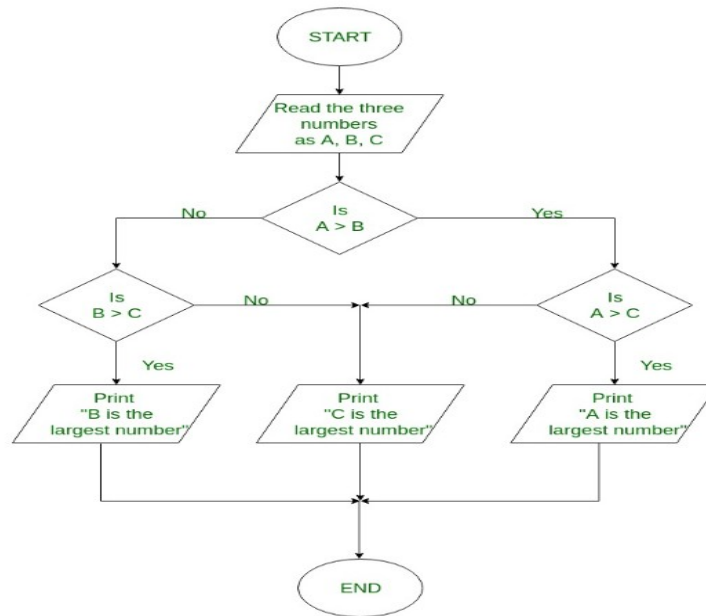 START
Read the three
numbers
as A, B, C
Is
A > B
No
Yes
Is
B > C
No
No
Is
A > C
Yes
Yes
Print
"B is the
largest number"
Print
"C is the
largest number"
Print
"A is the
largest number"
END